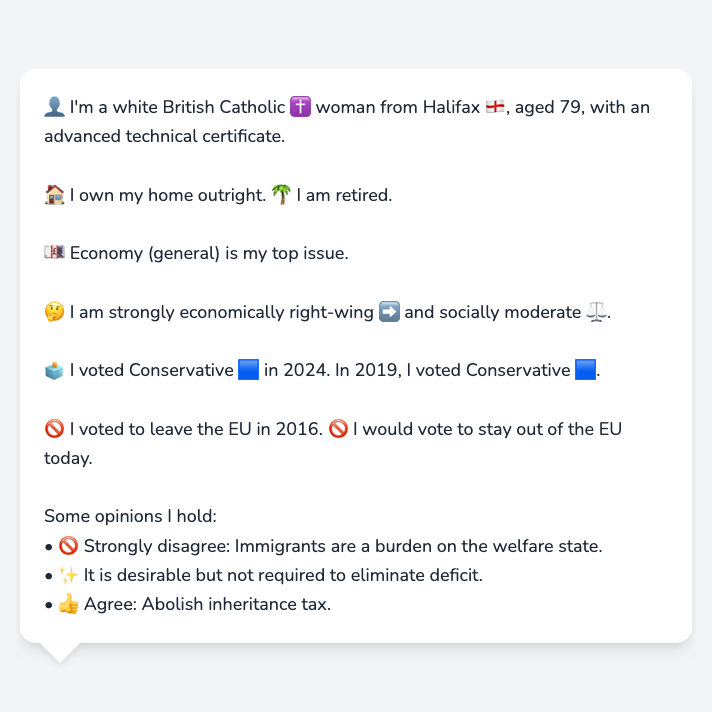 👤 I'm a white British Catholic ✝️ woman from Halifax 🏴󠁧󠁢󠁥󠁮󠁧󠁿, aged 79, with an
advanced technical certificate.
🏠 I own my home outright. 🌴 I am retired.
💷 Economy (general) is my top issue.
🤔 I am strongly economically right-wing ➡️ and socially moderate ⚖️.
🗳️ I voted Conservative 🟦 in 2024. In 2019, I voted Conservative 🟦.
🚫 I voted to leave the EU in 2016. 🚫 I would vote to stay out of the EU
today.
Some opinions I hold:
• 🚫 Strongly disagree: Immigrants are a burden on the welfare state.
• ✨ It is desirable but not required to eliminate deficit.
• 👍 Agree: Abolish inheritance tax.